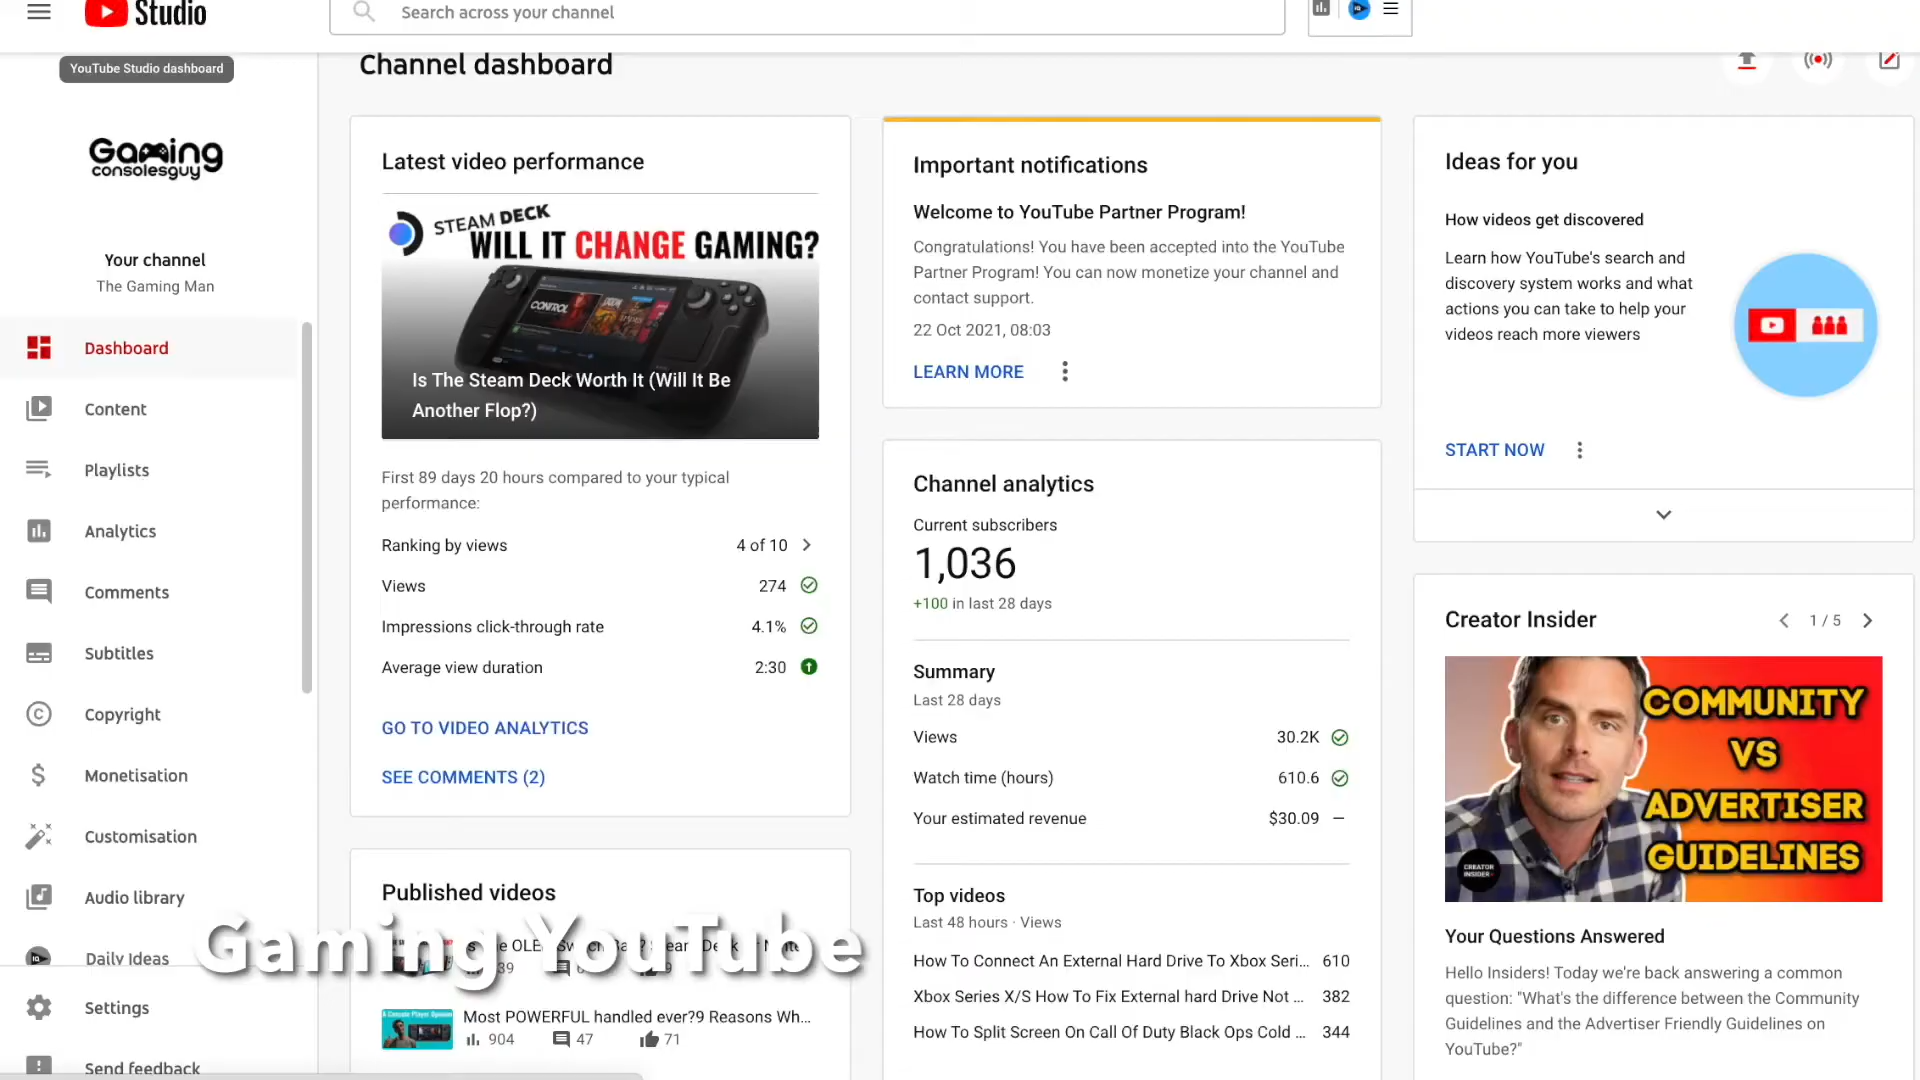 Studio
Search across your channel
YouTube Studio dashboard
Channel dashboard
Gaming
consolesguy
Your channel
The Gaming Man
Dashboard
Content
Playlists
Analytics
Comments
Subtitles
Copyright
Monetisation
Customisation
Audio library
Daily Ideas
Settings
Send feedback
Latest video performance
STEAM DECK
WILL IT CHANGE GAMING?
CONTROL
Is The Steam Deck Worth It (Will It Be
Another Flop?)
First 89 days 20 hours compared to your typical
performance:
Ranking by views 4 of 10
Views 274
Impressions click-through rate 4.1%
Average view duration 2:30
GO TO VIDEO ANALYTICS
SEE COMMENTS (2)
Published videos
Gaming YouTube
Most POWERFUL handled ever?9 Reasons Wh...
904 47 71
Important notifications
Welcome to YouTube Partner Program!
Congratulations! You have been accepted into the YouTube
Partner Program! You can now monetize your channel and
contact support.
22 Oct 2021, 08:03
LEARN MORE
Channel analytics
Current subscribers
1,036
+100 in last 28 days
Summary
Last 28 days
Views 30.2K
Watch time (hours) 610.6
Your estimated revenue $30.09 —
Top videos
Last 48 hours · Views
How To Connect An External Hard Drive To Xbox Seri... 610
Xbox Series X/S How To Fix External hard Drive Not ... 382
How To Split Screen On Call Of Duty Black Ops Cold ... 344
Ideas for you
How videos get discovered
Learn how YouTube's search and
discovery system works and what
actions you can take to help your
videos reach more viewers
START NOW
Creator Insider 1 / 5
COMMUNITY
VS
ADVERTISER
GUIDELINES
CREATOR
INSIDER
Your Questions Answered
Hello Insiders! Today we're back answering a common
question: "What's the difference between the Community
Guidelines and the Advertiser Friendly Guidelines on
YouTube?"